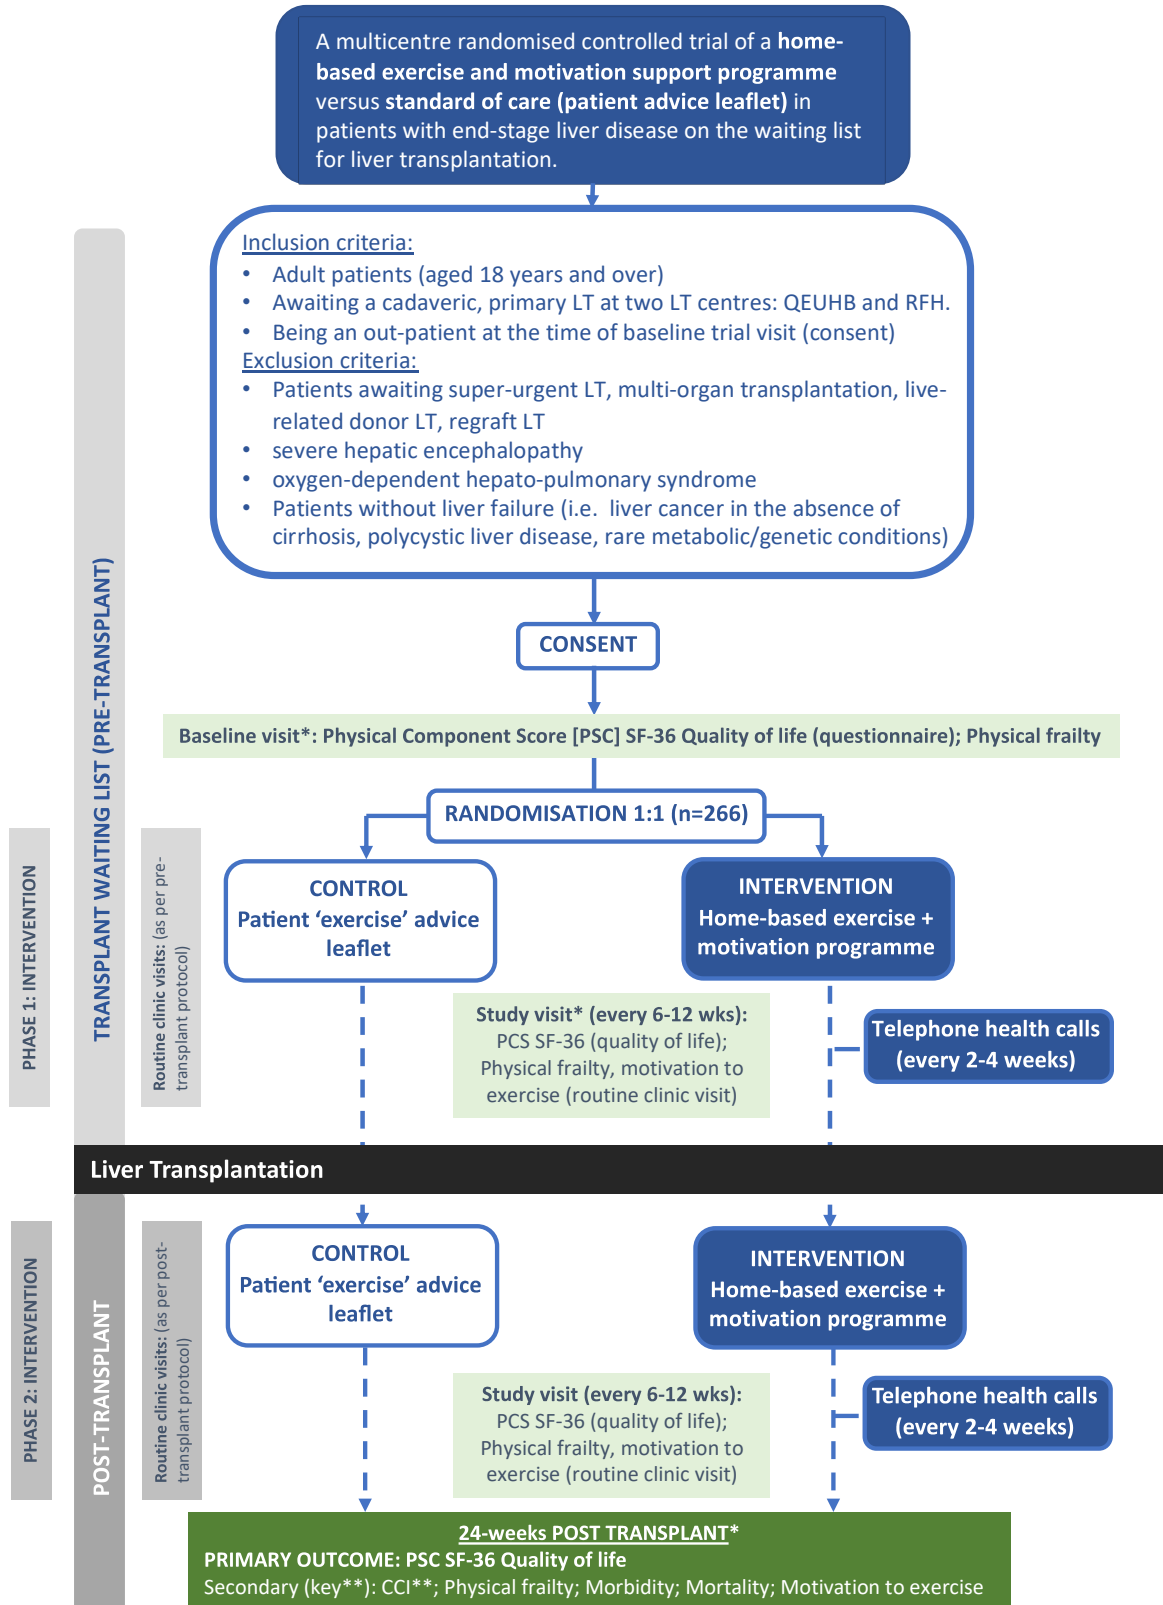 A multicentre randomised controlled trial of a home-
based exercise and motivation support programme
versus standard of care (patient advice leaflet) in
patients with end-stage liver disease on the waiting list
for liver transplantation.
Inclusion criteria:
• Adult patients (aged 18 years and over)
• Awaiting a cadaveric, primary LT at two LT centres: QEUHB and RFH.
• Being an out-patient at the time of baseline trial visit (consent)
Exclusion criteria:
• Patients awaiting super-urgent LT, multi-organ transplantation, live-
related donor LT, regraft LT
• severe hepatic encephalopathy
• oxygen-dependent hepato-pulmonary syndrome
• Patients without liver failure (i.e. liver cancer in the absence of
cirrhosis, polycystic liver disease, rare metabolic/genetic conditions)
CONSENT
Baseline visit*: Physical Component Score [PSC] SF-36 Quality of life (questionnaire); Physical frailty
RANDOMISATION 1:1 (n=266)
TRANSPLANT WAITING LIST (PRE-TRANSPLANT)
PHASE 1: INTERVENTION
Routine clinic visits: (as per pre-
transplant protocol)
CONTROL
Patient ‘exercise’ advice
leaflet
INTERVENTION
Home-based exercise +
motivation programme
Study visit* (every 6-12 wks):
PCS SF-36 (quality of life);
Physical frailty, motivation to
exercise (routine clinic visit)
Telephone health calls
(every 2-4 weeks)
Liver Transplantation
POST-TRANSPLANT
PHASE 2: INTERVENTION
Routine clinic visits: (as per post-
transplant protocol)
CONTROL
Patient ‘exercise’ advice
leaflet
INTERVENTION
Home-based exercise +
motivation programme
Study visit (every 6-12 wks):
PCS SF-36 (quality of life);
Physical frailty, motivation to
exercise (routine clinic visit)
Telephone health calls
(every 2-4 weeks)
24-weeks POST TRANSPLANT*
PRIMARY OUTCOME: PSC SF-36 Quality of life
Secondary (key**): CCI**; Physical frailty; Morbidity; Mortality; Motivation to exercise